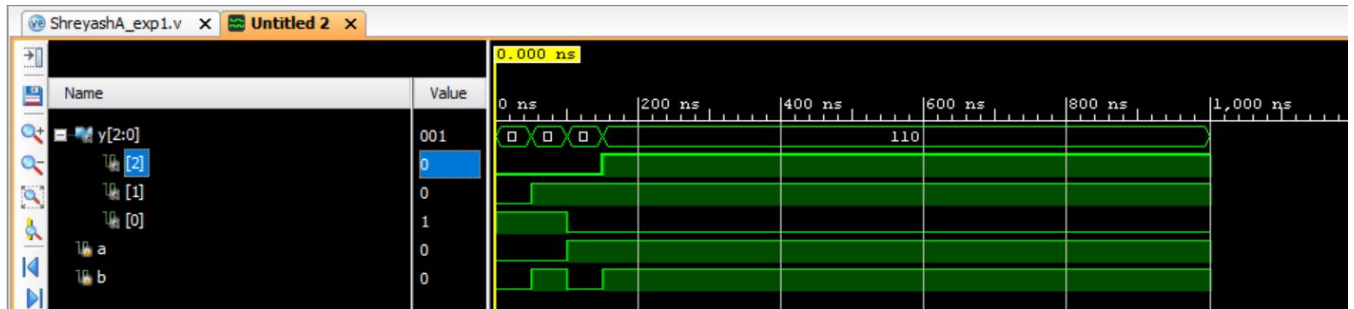 ShreyashA_exp1.v X Untitled 2 X
0.000 ns
Name Value
0 ns 200 ns 400 ns 600 ns 800 ns 1,000 ns
y[2:0] 001 110
[2] 0
[1] 0
[0] 1
a 0
b 0